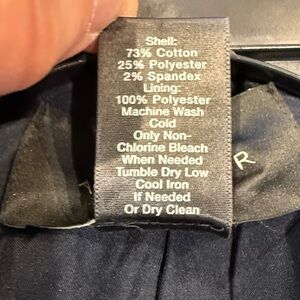 Shell:
73% Cotton
25% Polyester
2% Spandex
Lining:
100% Polyester
Machine Wash
Cold
Only Non-
Chlorine Bleach
When Needed
Tumble Dry Low
Cool Iron
If Needed
Or Dry Clean
R